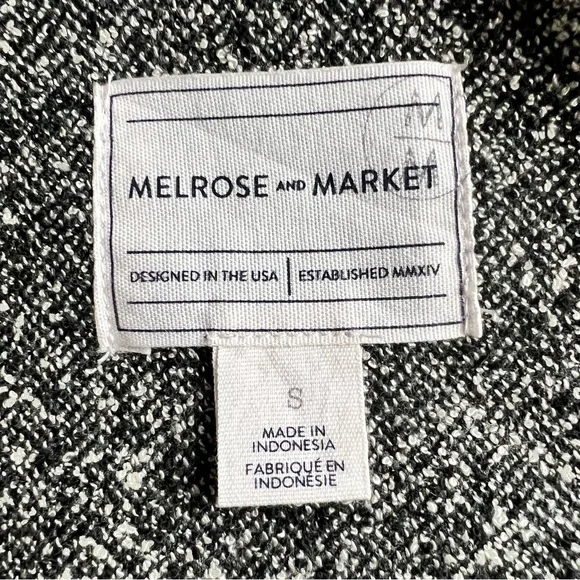 M
M
MELROSE AND MARKET
DESIGNED IN THE USA | ESTABLISHED MMXIV
S
MADE IN
INDONESIA
FABRIQUÉ EN
INDONÉSIE